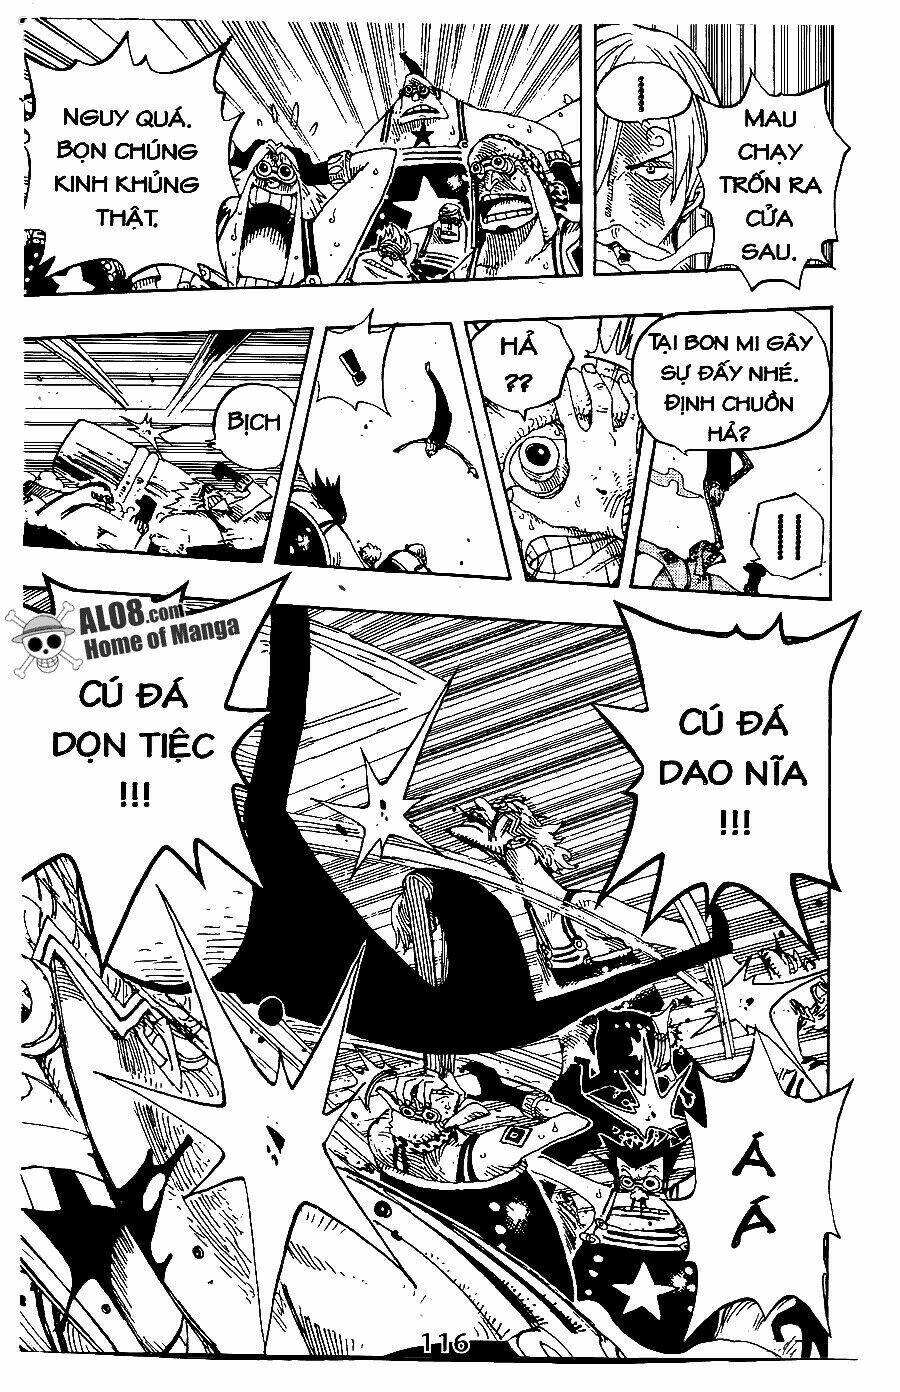 MAU
CHẠY
TRỐN RA
CỬA
SAU.
NGUY QUÁ.
BỌN CHÚNG
KINH KHỦNG
THẬT.
TẠI BON MI GÂY
SỰ ĐẤY NHÉ.
ĐỊNH CHUỒN
HẢ?
!!
HẢ
??
!
BỊCH
CÚ ĐÁ
DAO NĨA
!!!
CÚ ĐÁ
DỌN TIỆC
!!!
AL08.com
Home of Manga
Á
Á
116